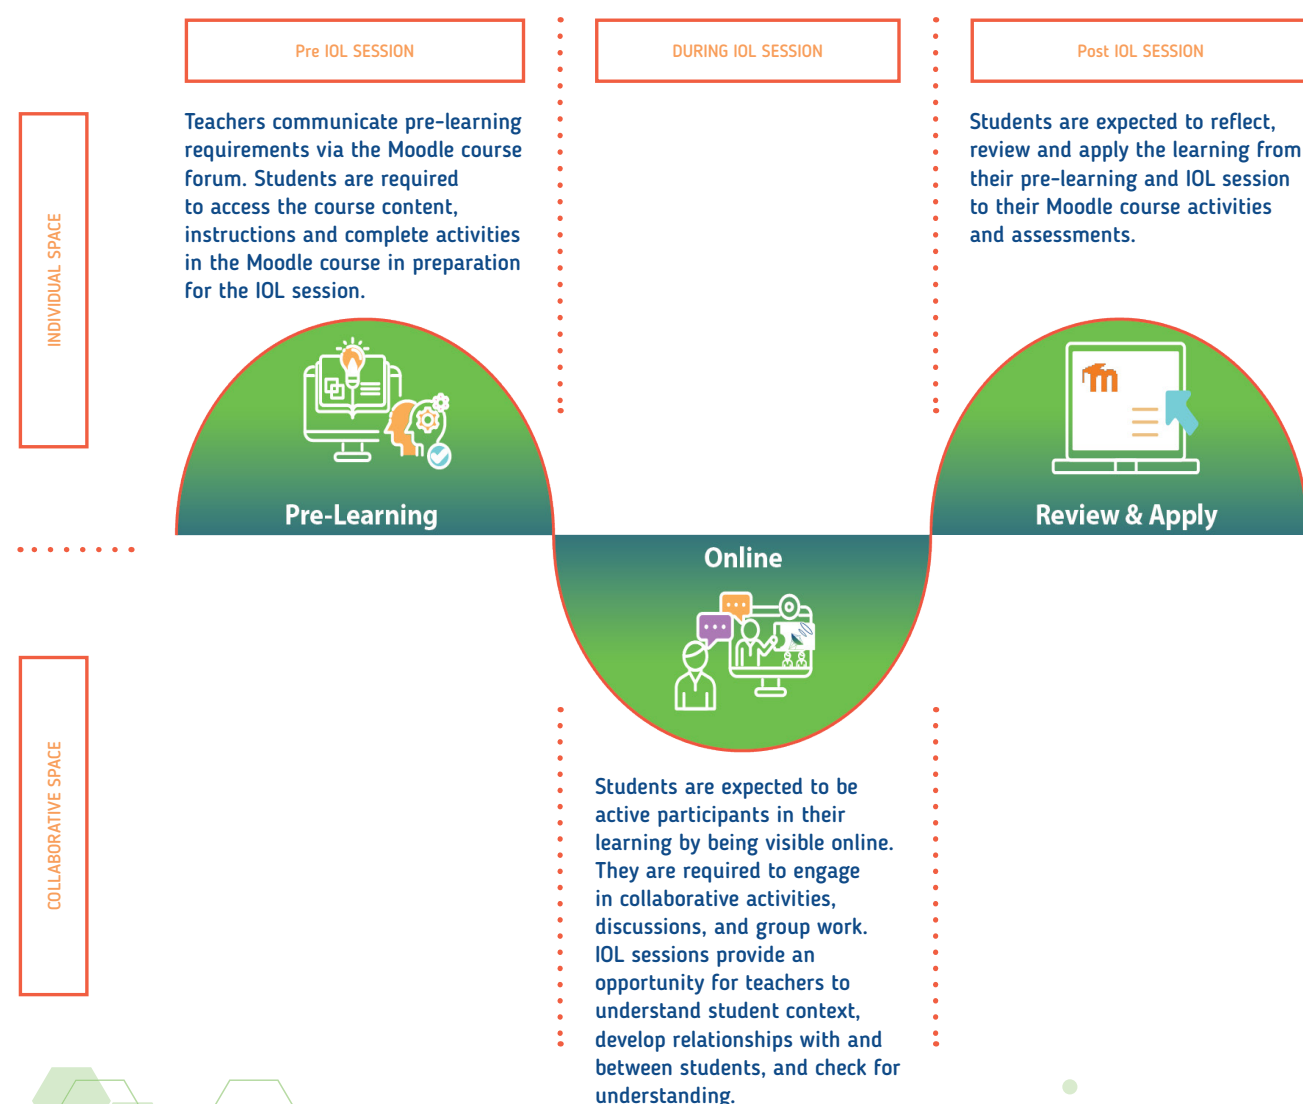 Pre IOL SESSION
DURING IOL SESSION
Post IOL SESSION
INDIVIDUAL SPACE
Teachers communicate pre-learning
requirements via the Moodle course
forum. Students are required
to access the course content,
instructions and complete activities
in the Moodle course in preparation
for the IOL session.
Students are expected to reflect,
review and apply the learning from
their pre-learning and IOL session
to their Moodle course activities
and assessments.
Pre-Learning
Review & Apply
Online
COLLABORATIVE SPACE
Students are expected to be
active participants in their
learning by being visible online.
They are required to engage
in collaborative activities,
discussions, and group work.
IOL sessions provide an
opportunity for teachers to
understand student context,
develop relationships with and
between students, and check for
understanding.